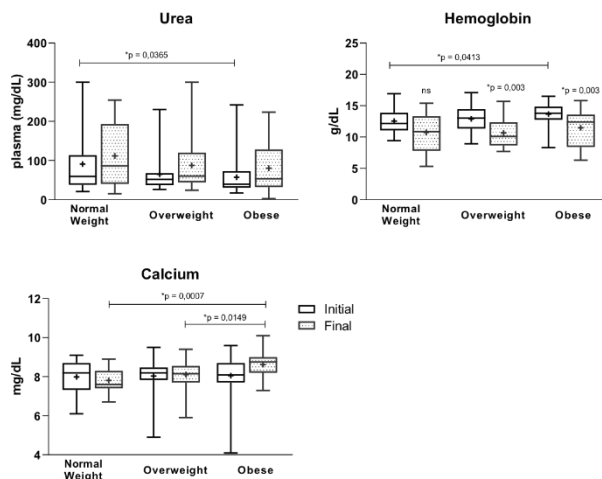 Urea
400
300
200
100
0
plasma (mg/dL)
*p = 0,0365
Normal
Weight
Overweight
Obese
Hemoglobin
25
20
15
10
5
0
g/dL
*p = 0,0413
ns
*p = 0,003
*p = 0,003
Normal
Weight
Overweight
Obese
Calcium
12
10
8
6
4
mg/dL
*p = 0,0007
*p = 0,0149
Normal
Weight
Overweight
Obese
Initial
Final